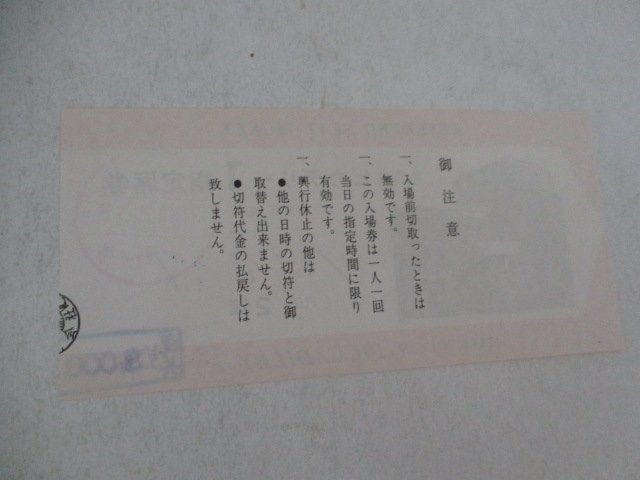 御注意
一、入場前切取ったときは
無効です。
一、この入場券は一人一回
当日の指定時間に限り
有効です。
一、興行休止の他は
●他の日時の切符と御
取替え出来ません。
●切符代金の払戻しは
致しません。